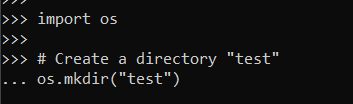 >>>
>>> import os
>>>
>>> # Create a directory "test"
... os.mkdir("test")